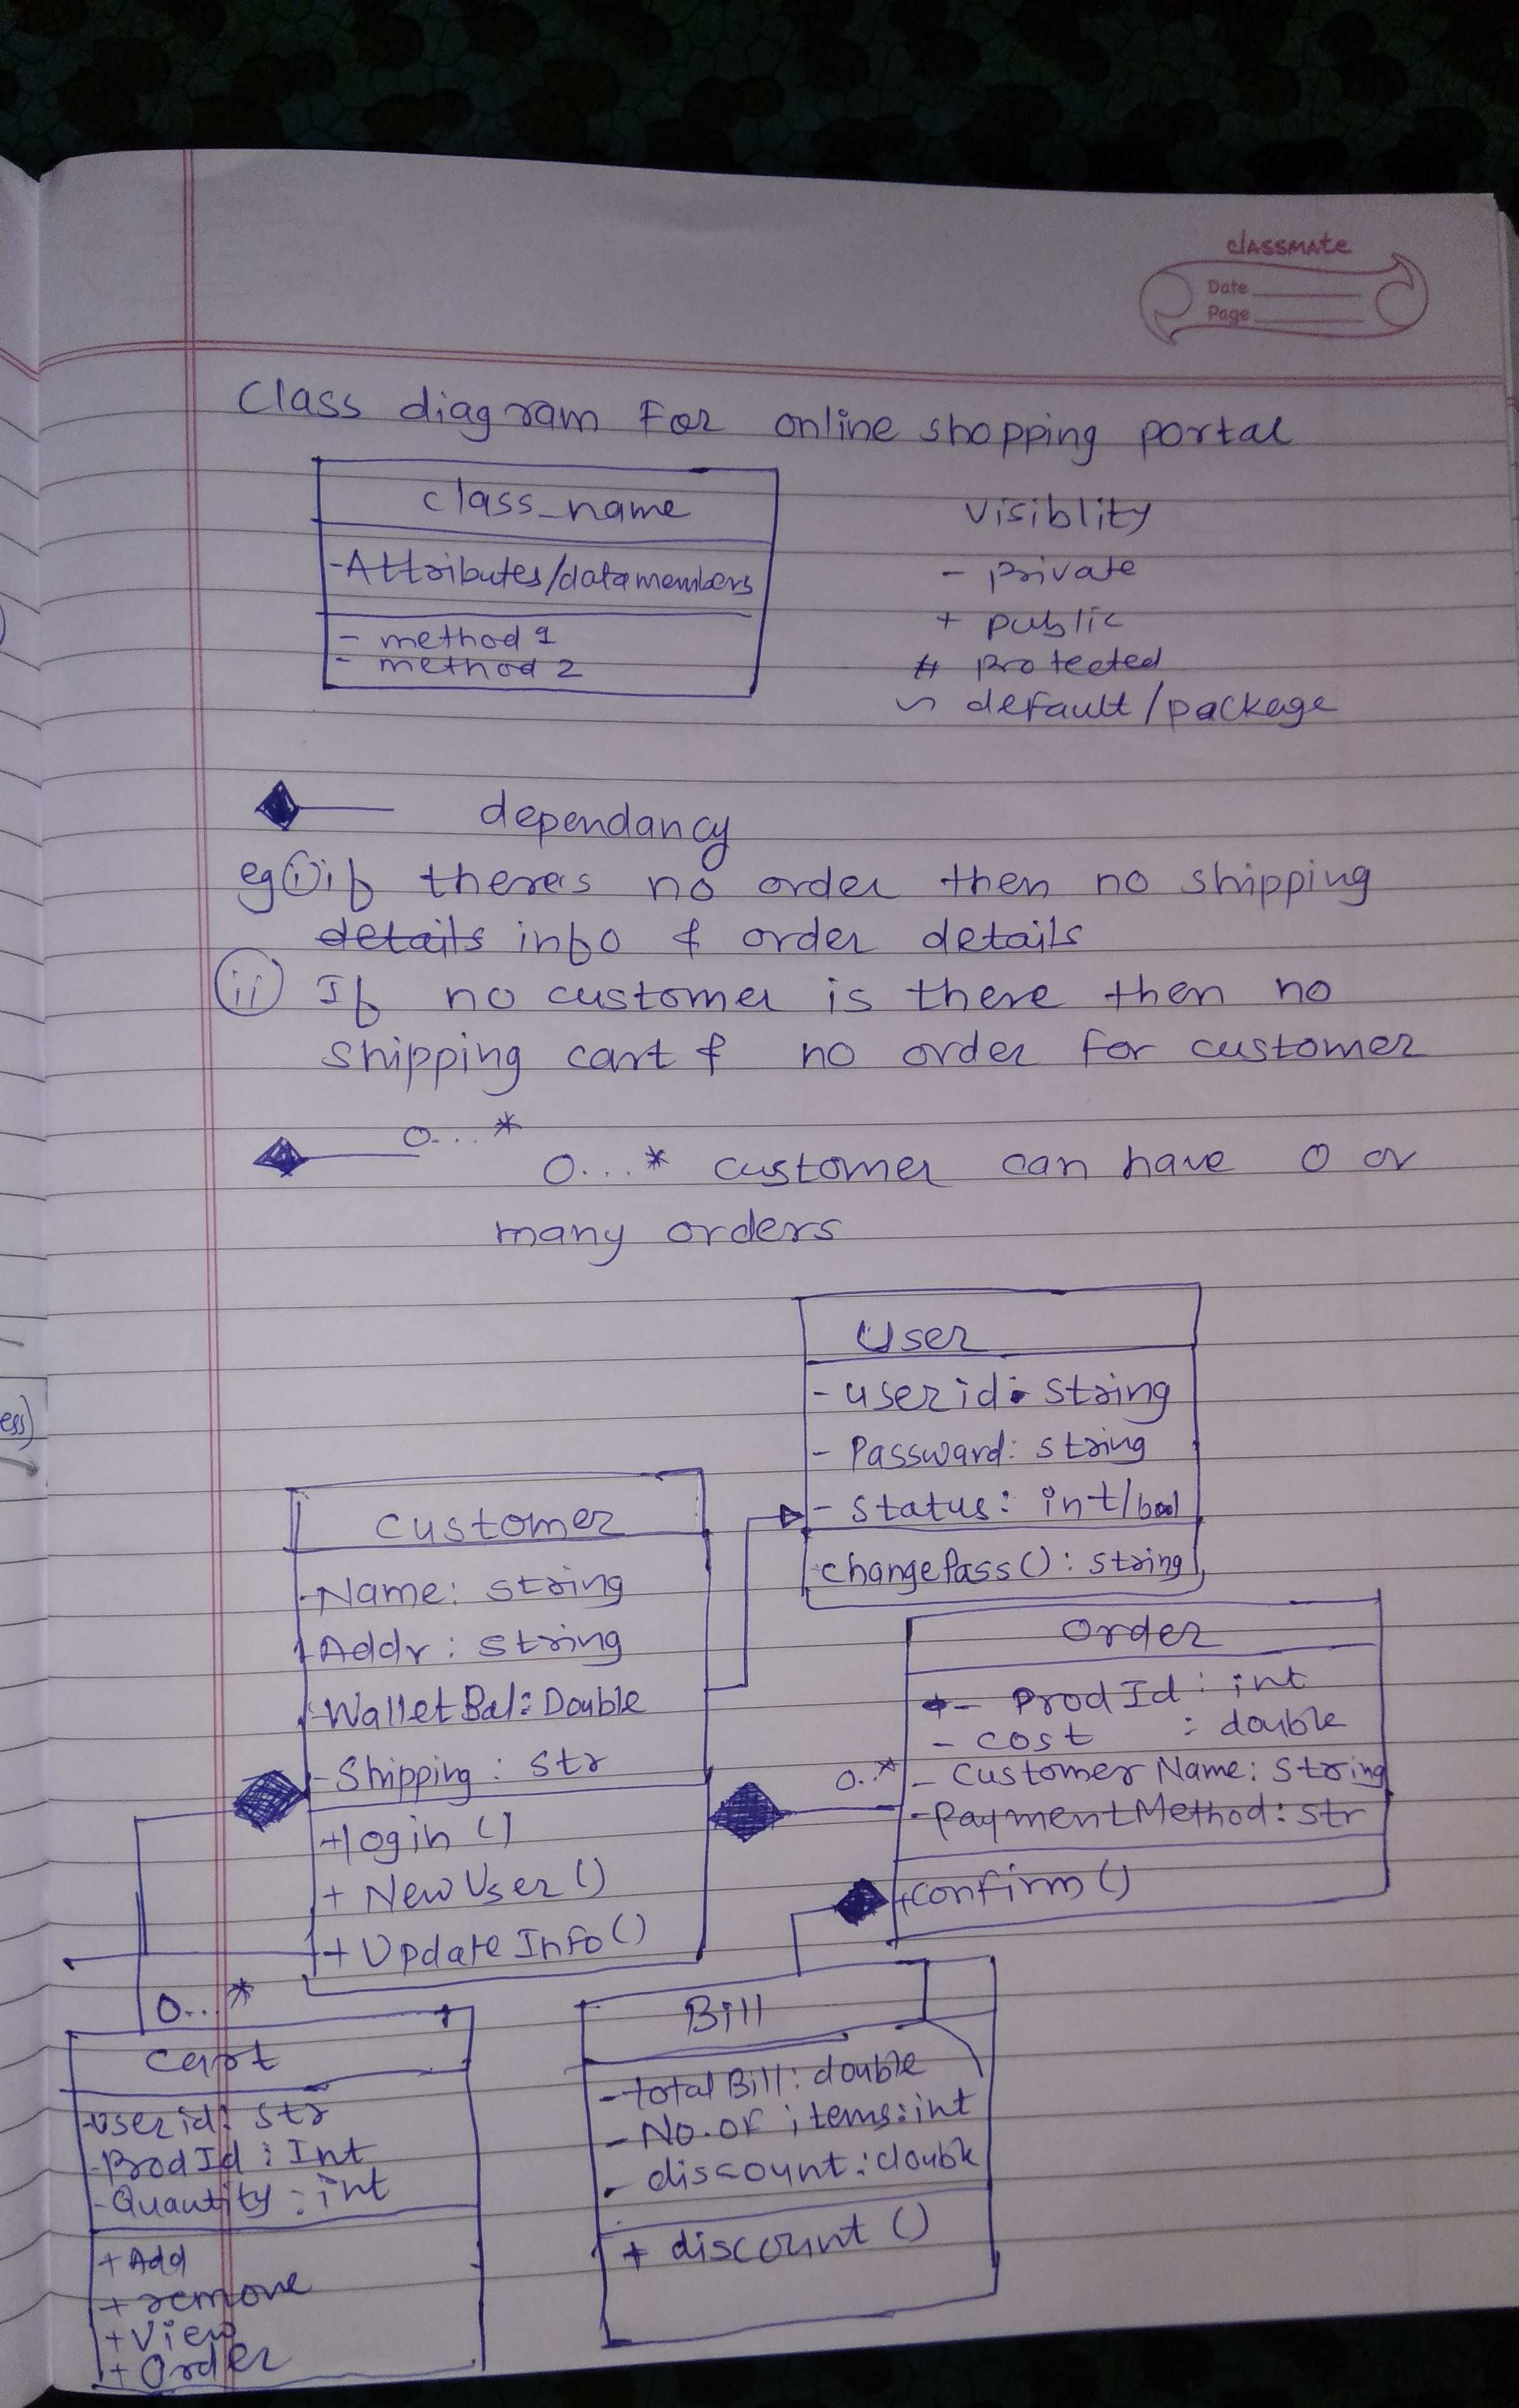 classmate
Date
Page
Class diagram For online shopping portal
class_name
-Attributes/datamembers
- method 1
- method 2
visiblity
- private
+ public
# protected
~ default/package
dependancy
eg (i) if theres no order then no shipping
details info & order details
(ii) If no customer is there then no
shipping cart & no order for customer
0...*
0...* customer can have 0 or
many orders
User
- userid: string
- Passward: string
- Status: int/bool
changePass(): string
customer
-Name: string
-Addr: string
-WalletBal: Double
-Shipping: str
+login ()
+ NewUser ()
+ UpdateInfo()
Order
- ProdId: int
- cost : double
0..*
- CustomerName: String
-PaymentMethod: str
+confirm ()
0...*
cart
-userid: str
-ProdId: Int
-Quantity: int
+Add
+remove
+View
+Order
Bill
-totalBill: double
-No.of items:int
- discount: double
+ discount ()
ess)